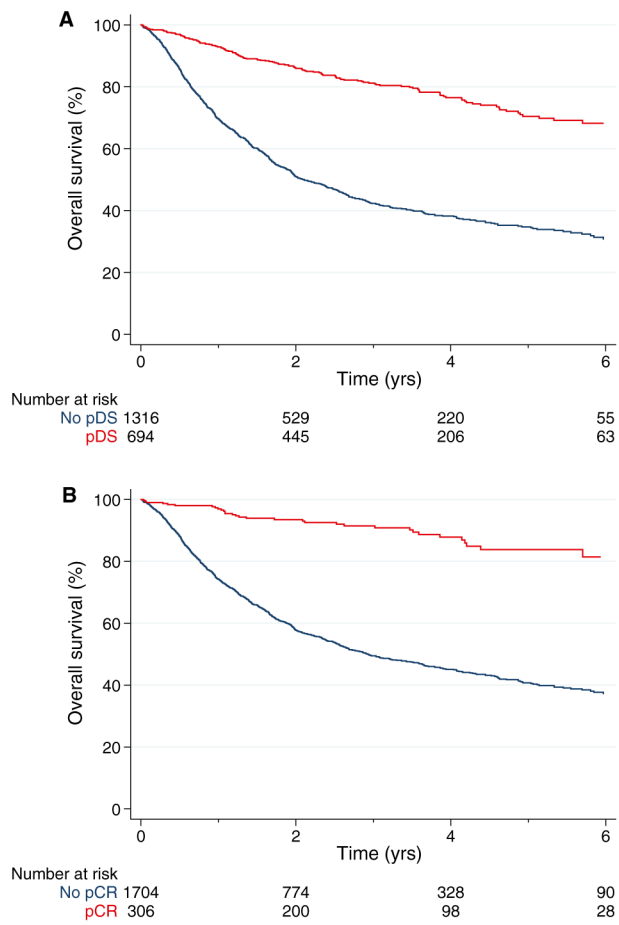 A
Overall survival (%)
100
80
60
40
20
0
0 2 4 6
Time (yrs)
Number at risk
No pDS 1316 529 220 55
pDS 694 445 206 63
B
Overall survival (%)
100
80
60
40
20
0
0 2 4 6
Time (yrs)
Number at risk
No pCR 1704 774 328 90
pCR 306 200 98 28